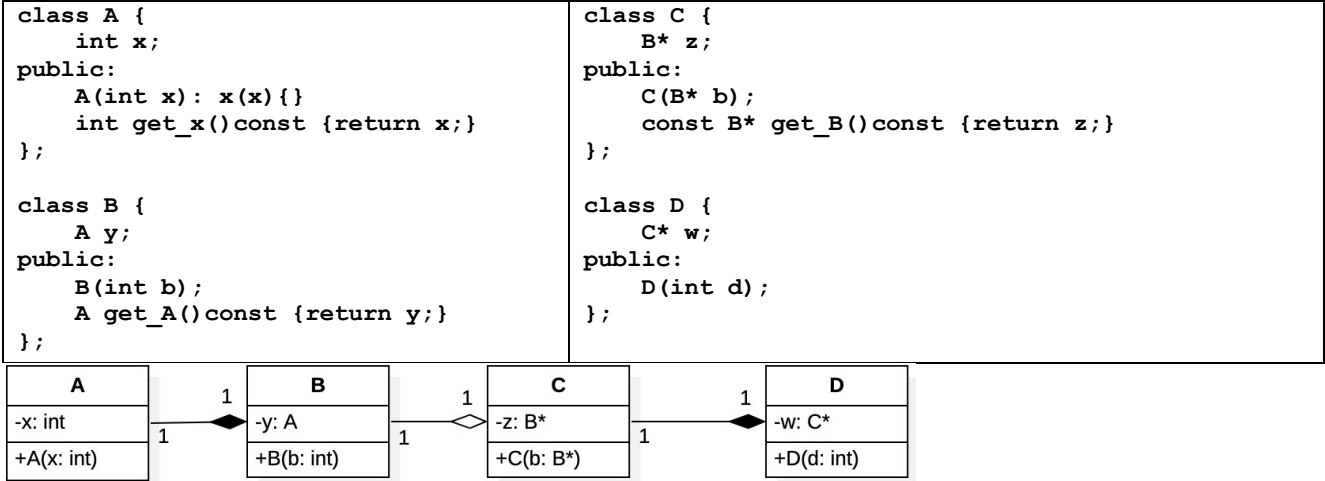 class A {
    int x;
public:
    A(int x): x(x){}
    int get_x()const {return x;}
};

class B {
    A y;
public:
    B(int b);
    A get_A()const {return y;}
};
class C {
    B* z;
public:
    C(B* b);
    const B* get_B()const {return z;}
};

class D {
    C* w;
public:
    D(int d);
};
A
-x: int
+A(x: int)
1
1
B
-y: A
+B(b: int)
1
1
C
-z: B*
+C(b: B*)
1
1
D
-w: C*
+D(d: int)